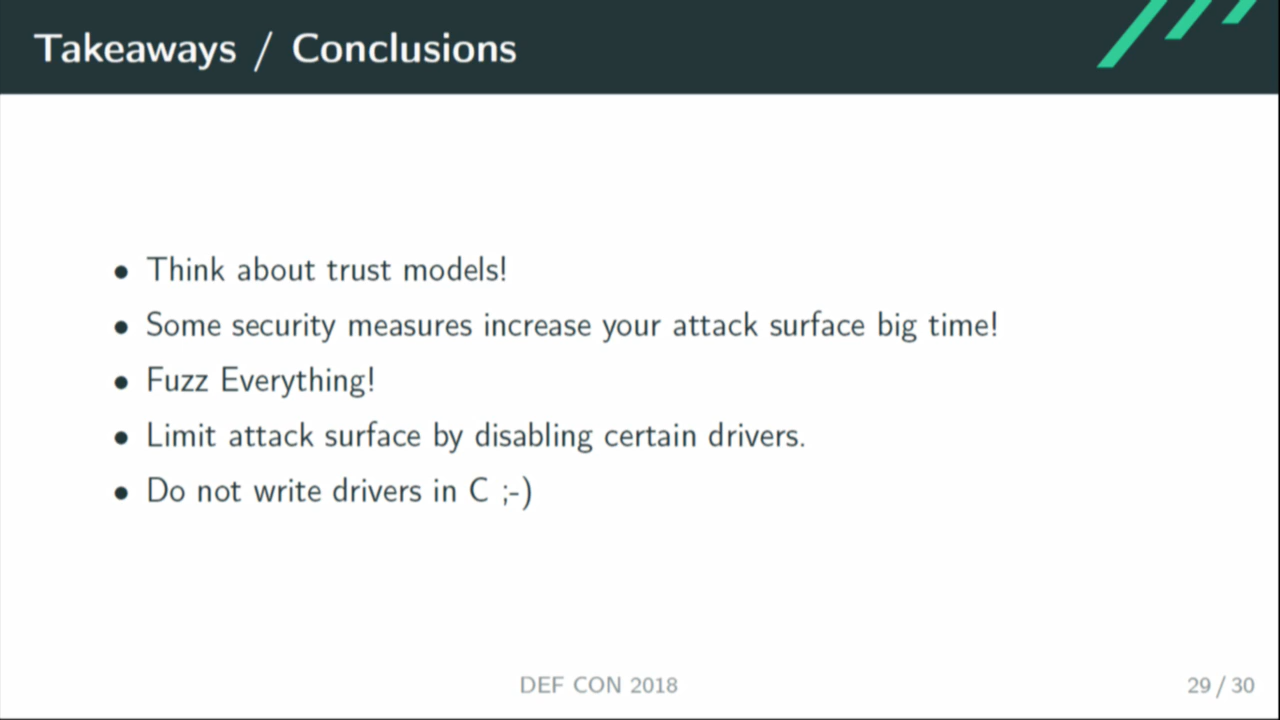 Takeaways / Conclusions
• Think about trust models!
• Some security measures increase your attack surface big time!
• Fuzz Everything!
• Limit attack surface by disabling certain drivers.
• Do not write drivers in C ;-)
DEF CON 2018
29 / 30